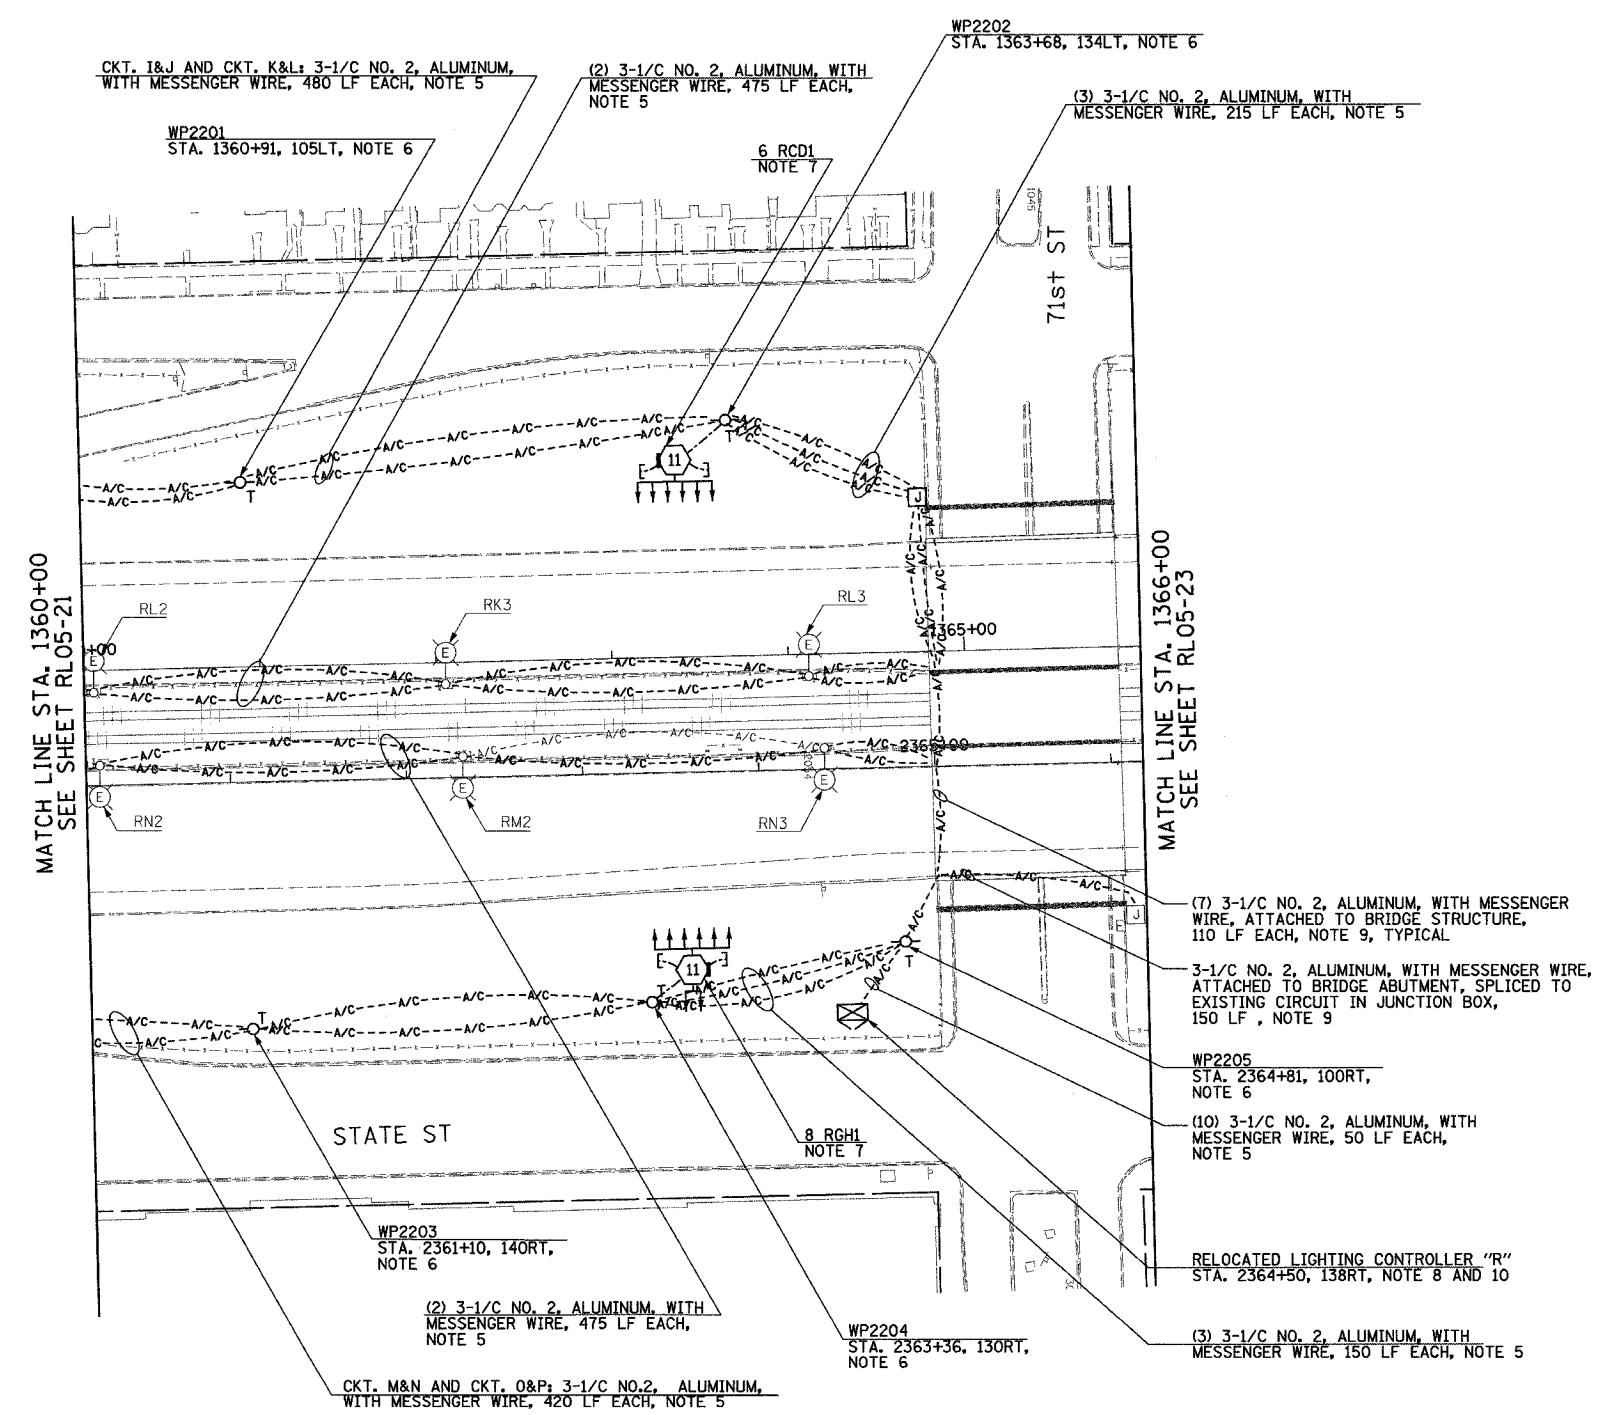 WP2202
STA. 1363+68, 134LT, NOTE 6
CKT. I&J AND CKT. K&L: 3-1/C NO. 2, ALUMINUM,
WITH MESSENGER WIRE, 480 LF EACH, NOTE 5
(2) 3-1/C NO. 2, ALUMINUM, WITH
MESSENGER WIRE, 475 LF EACH,
NOTE 5
(3) 3-1/C NO. 2, ALUMINUM, WITH
MESSENGER WIRE, 215 LF EACH, NOTE 5
WP2201
STA. 1360+91, 105LT, NOTE 6
6 RCD1
NOTE 7
1045
71st ST
A/C A/C A/C A/C A/C A/C
A/C A/C A/C A/C A/C A/C
A/C A/C
A/C A/C
T
T
11
A/C A/C A/C
J
MATCH LINE STA. 1360+00
SEE SHEET RL05-21
MATCH LINE STA. 1366+00
SEE SHEET RL05-23
RL2
RK3
RL3
E
E
E
+00
1365+00
A/C A/C A/C A/C A/C A/C A/C A/C A/C A/C A/C
A/C A/C A/C A/C A/C A/C A/C A/C A/C A/C A/C
A/C A/C A/C A/C A/C A/C A/C A/C A/C A/C
2365+00
A/C A/C A/C A/C A/C A/C A/C A/C A/C A/C A/C
E
E
E
RN2
RM2
RN3
A/C
A/C A/C A/C
J
E
(7) 3-1/C NO. 2, ALUMINUM, WITH MESSENGER
WIRE, ATTACHED TO BRIDGE STRUCTURE,
110 LF EACH, NOTE 9, TYPICAL
3-1/C NO. 2, ALUMINUM, WITH MESSENGER WIRE,
ATTACHED TO BRIDGE ABUTMENT, SPLICED TO
EXISTING CIRCUIT IN JUNCTION BOX,
150 LF , NOTE 9
A/C
11
T
T
T
A/C A/C A/C A/C A/C A/C A/C
A/C A/C A/C A/C A/C A/C A/C
WP2205
STA. 2364+81, 100RT,
NOTE 6
(10) 3-1/C NO. 2, ALUMINUM, WITH
MESSENGER WIRE, 50 LF EACH,
NOTE 5
STATE ST
8 RGH1
NOTE 7
WP2203
STA. 2361+10, 140RT,
NOTE 6
RELOCATED LIGHTING CONTROLLER "R"
STA. 2364+50, 138RT, NOTE 8 AND 10
(2) 3-1/C NO. 2, ALUMINUM, WITH
MESSENGER WIRE, 475 LF EACH,
NOTE 5
WP2204
STA. 2363+36, 130RT,
NOTE 6
(3) 3-1/C NO. 2, ALUMINUM, WITH
MESSENGER WIRE, 150 LF EACH, NOTE 5
CKT. M&N AND CKT. O&P: 3-1/C NO.2, ALUMINUM,
WITH MESSENGER WIRE, 420 LF EACH, NOTE 5